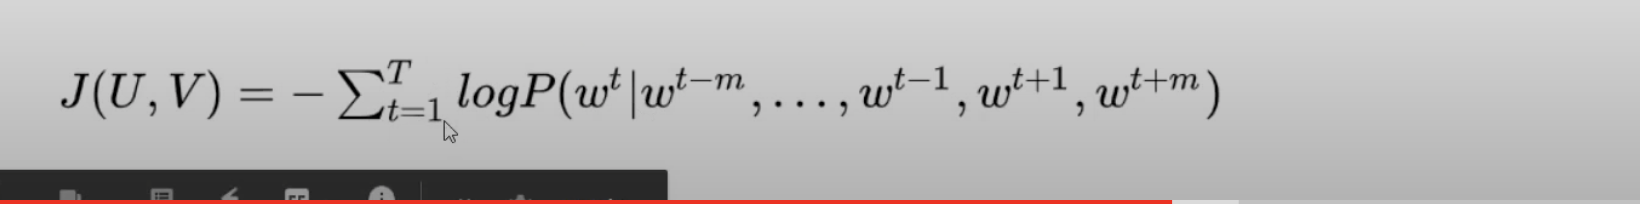 J(U, V) = − ∑_{t=1}^{T} logP(w^t|w^{t−m}, ..., w^{t−1}, w^{t+1}, w^{t+m})